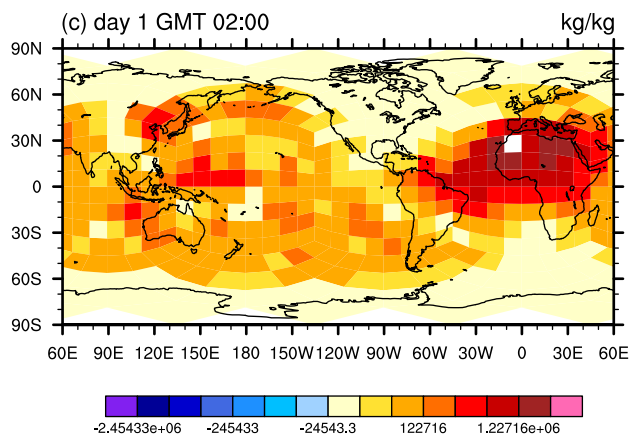 (c) day 1 GMT 02:00 kg/kg
90N
60N
30N
0
30S
60S
90S
60E 90E 120E 150E 180 150W 120W 90W 60W 30W 0 30E 60E
-2.45433e+06 -245433 -24543.3 122716 1.22716e+06